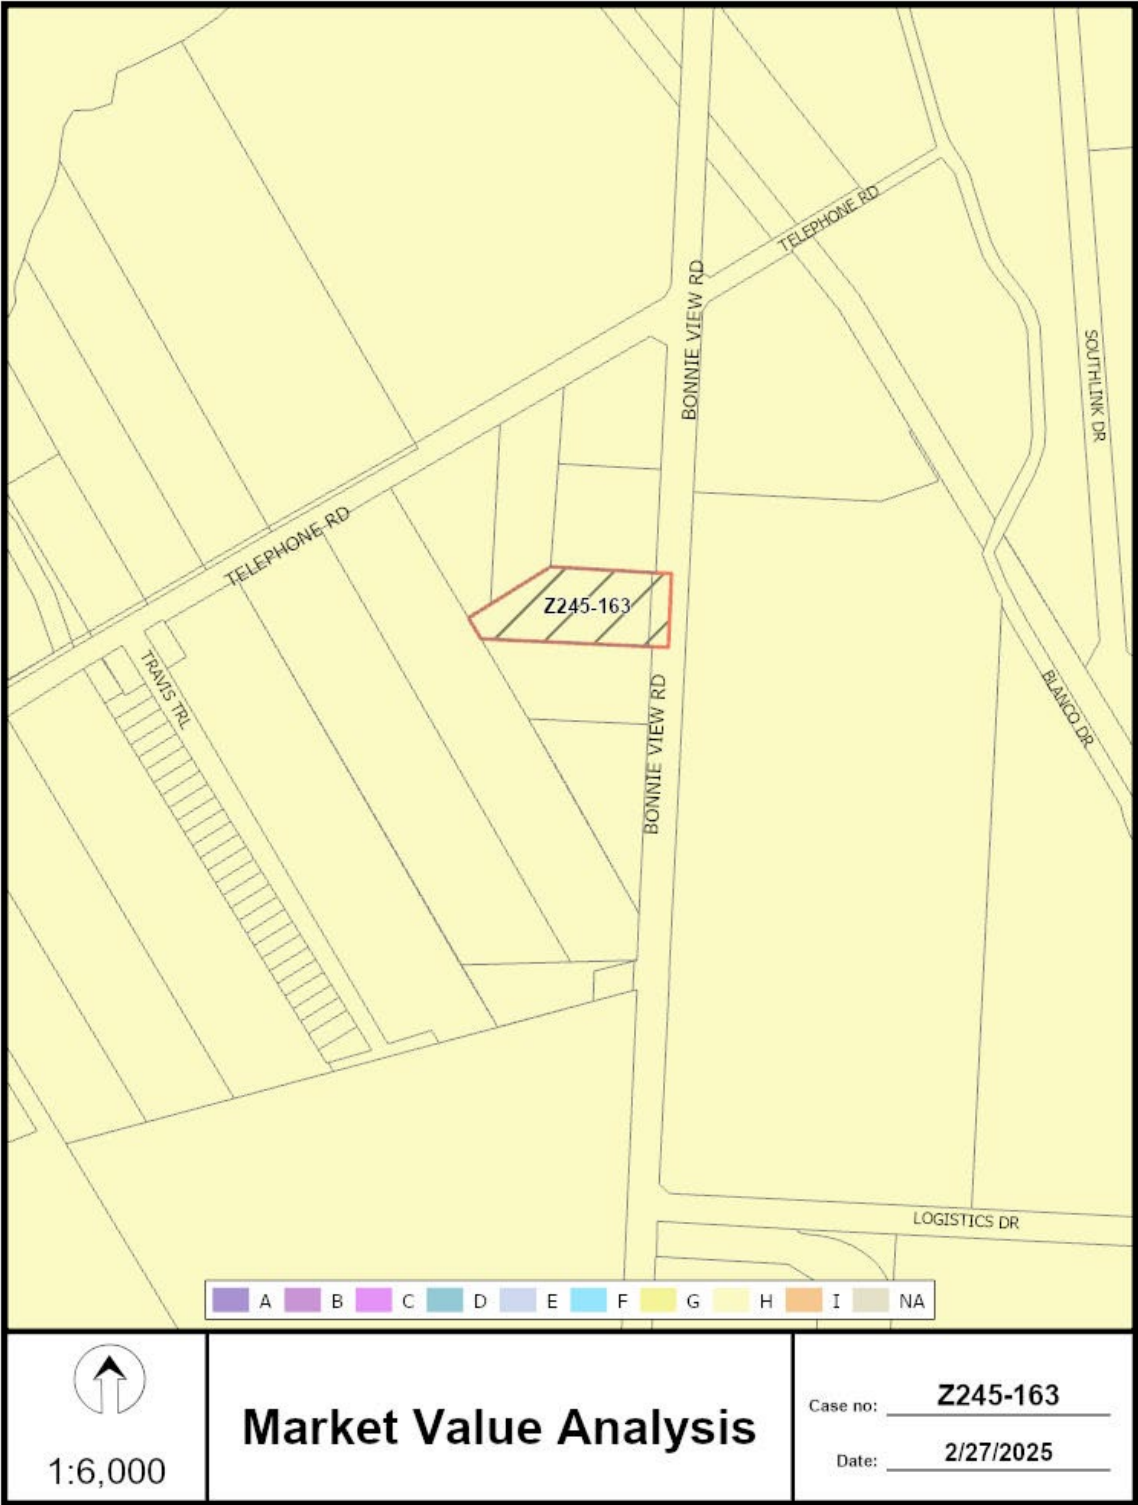 TELEPHONE RD
BONNIE VIEW RD
SOUTHLINK DR
TELEPHONE RD
Z245-163
TRAVIS TRL
BONNIE VIEW RD
BLANCO DR
LOGISTICS DR
A B C D E F G H I NA
1:6,000
Market Value Analysis
Case no: Z245-163
Date: 2/27/2025